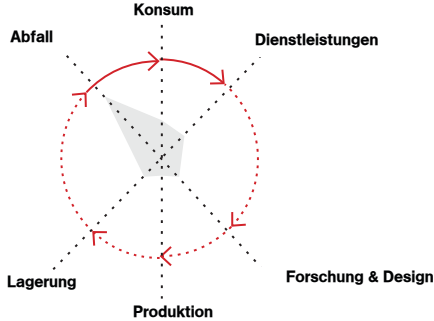 Konsum
Abfall
Dienstleistungen
Lagerung
Forschung & Design
Produktion